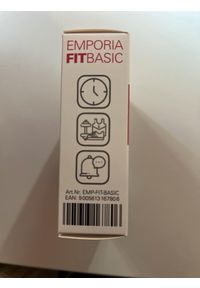 EMPORIA
FITBASIC
Art.Nr. EMP-FIT-BASIC
EAN: 9005613167808